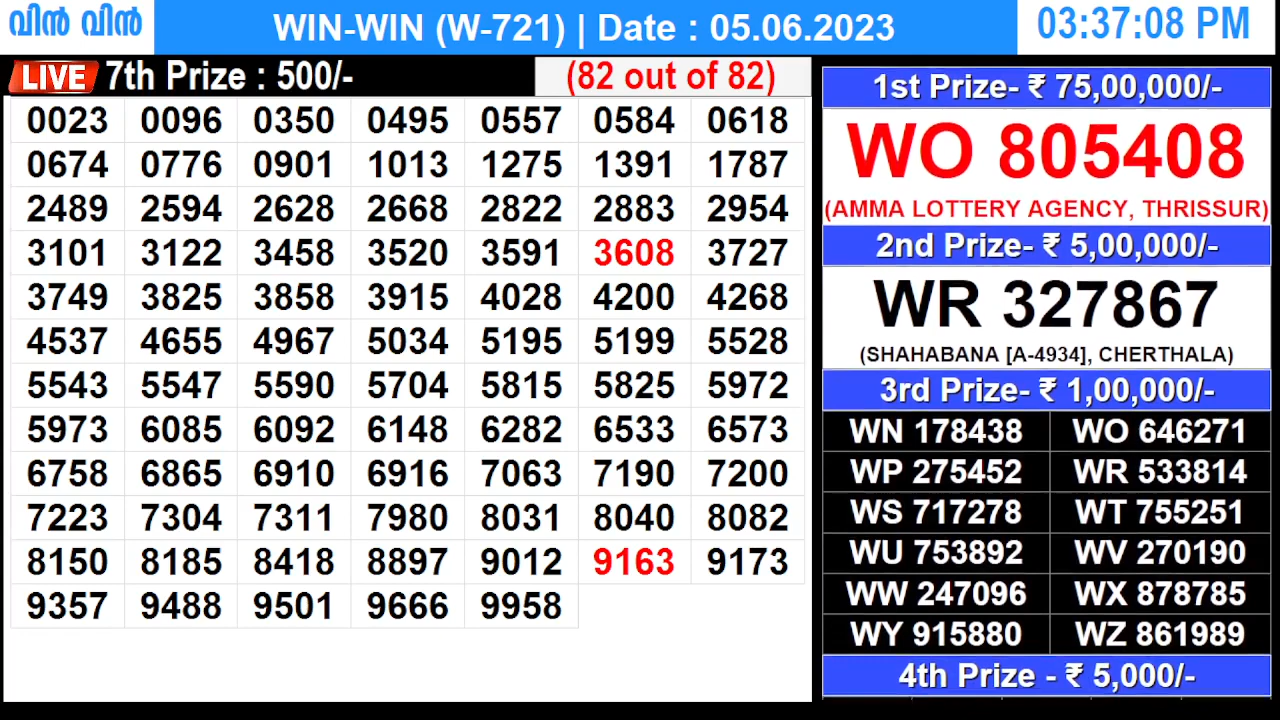 വിൻ വിൻ
WIN-WIN (W-721) | Date : 05.06.2023
03:37:08 PM
LIVE 7th Prize : 500/-
(82 out of 82)
0023 0096 0350 0495 0557 0584 0618
0674 0776 0901 1013 1275 1391 1787
2489 2594 2628 2668 2822 2883 2954
3101 3122 3458 3520 3591 3608 3727
3749 3825 3858 3915 4028 4200 4268
4537 4655 4967 5034 5195 5199 5528
5543 5547 5590 5704 5815 5825 5972
5973 6085 6092 6148 6282 6533 6573
6758 6865 6910 6916 7063 7190 7200
7223 7304 7311 7980 8031 8040 8082
8150 8185 8418 8897 9012 9163 9173
9357 9488 9501 9666 9958
1st Prize- ₹ 75,00,000/-
WO 805408
(AMMA LOTTERY AGENCY, THRISSUR)
2nd Prize- ₹ 5,00,000/-
WR 327867
(SHAHABANA [A-4934], CHERTHALA)
3rd Prize- ₹ 1,00,000/-
WN 178438 WO 646271
WP 275452 WR 533814
WS 717278 WT 755251
WU 753892 WV 270190
WW 247096 WX 878785
WY 915880 WZ 861989
4th Prize - ₹ 5,000/-